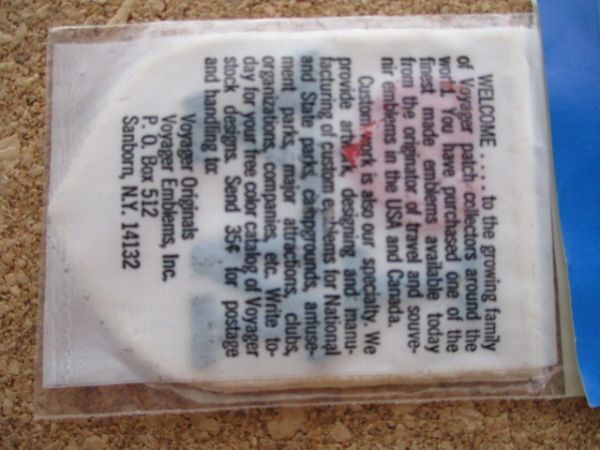 WELCOME . . . . to the growing family
of Voyager patch collectors around the
world. You have purchased one of the
finest made emblems available today
from the originator of travel and souve-
nir emblems in the USA and Canada.
Custom work is also our specialty. We
provide artwork, designing and manu-
facturing of custom emblems for National
and State parks, campgrounds, amuse-
ment parks, major attractions, clubs,
organizations, companies, etc. Write to-
day for your free color catalog of Voyager
stock designs. Send 35¢ for postage
and handling to:
Voyager Originals
Voyager Emblems, Inc.
P. O. Box 512
Sanborn, N.Y. 14132